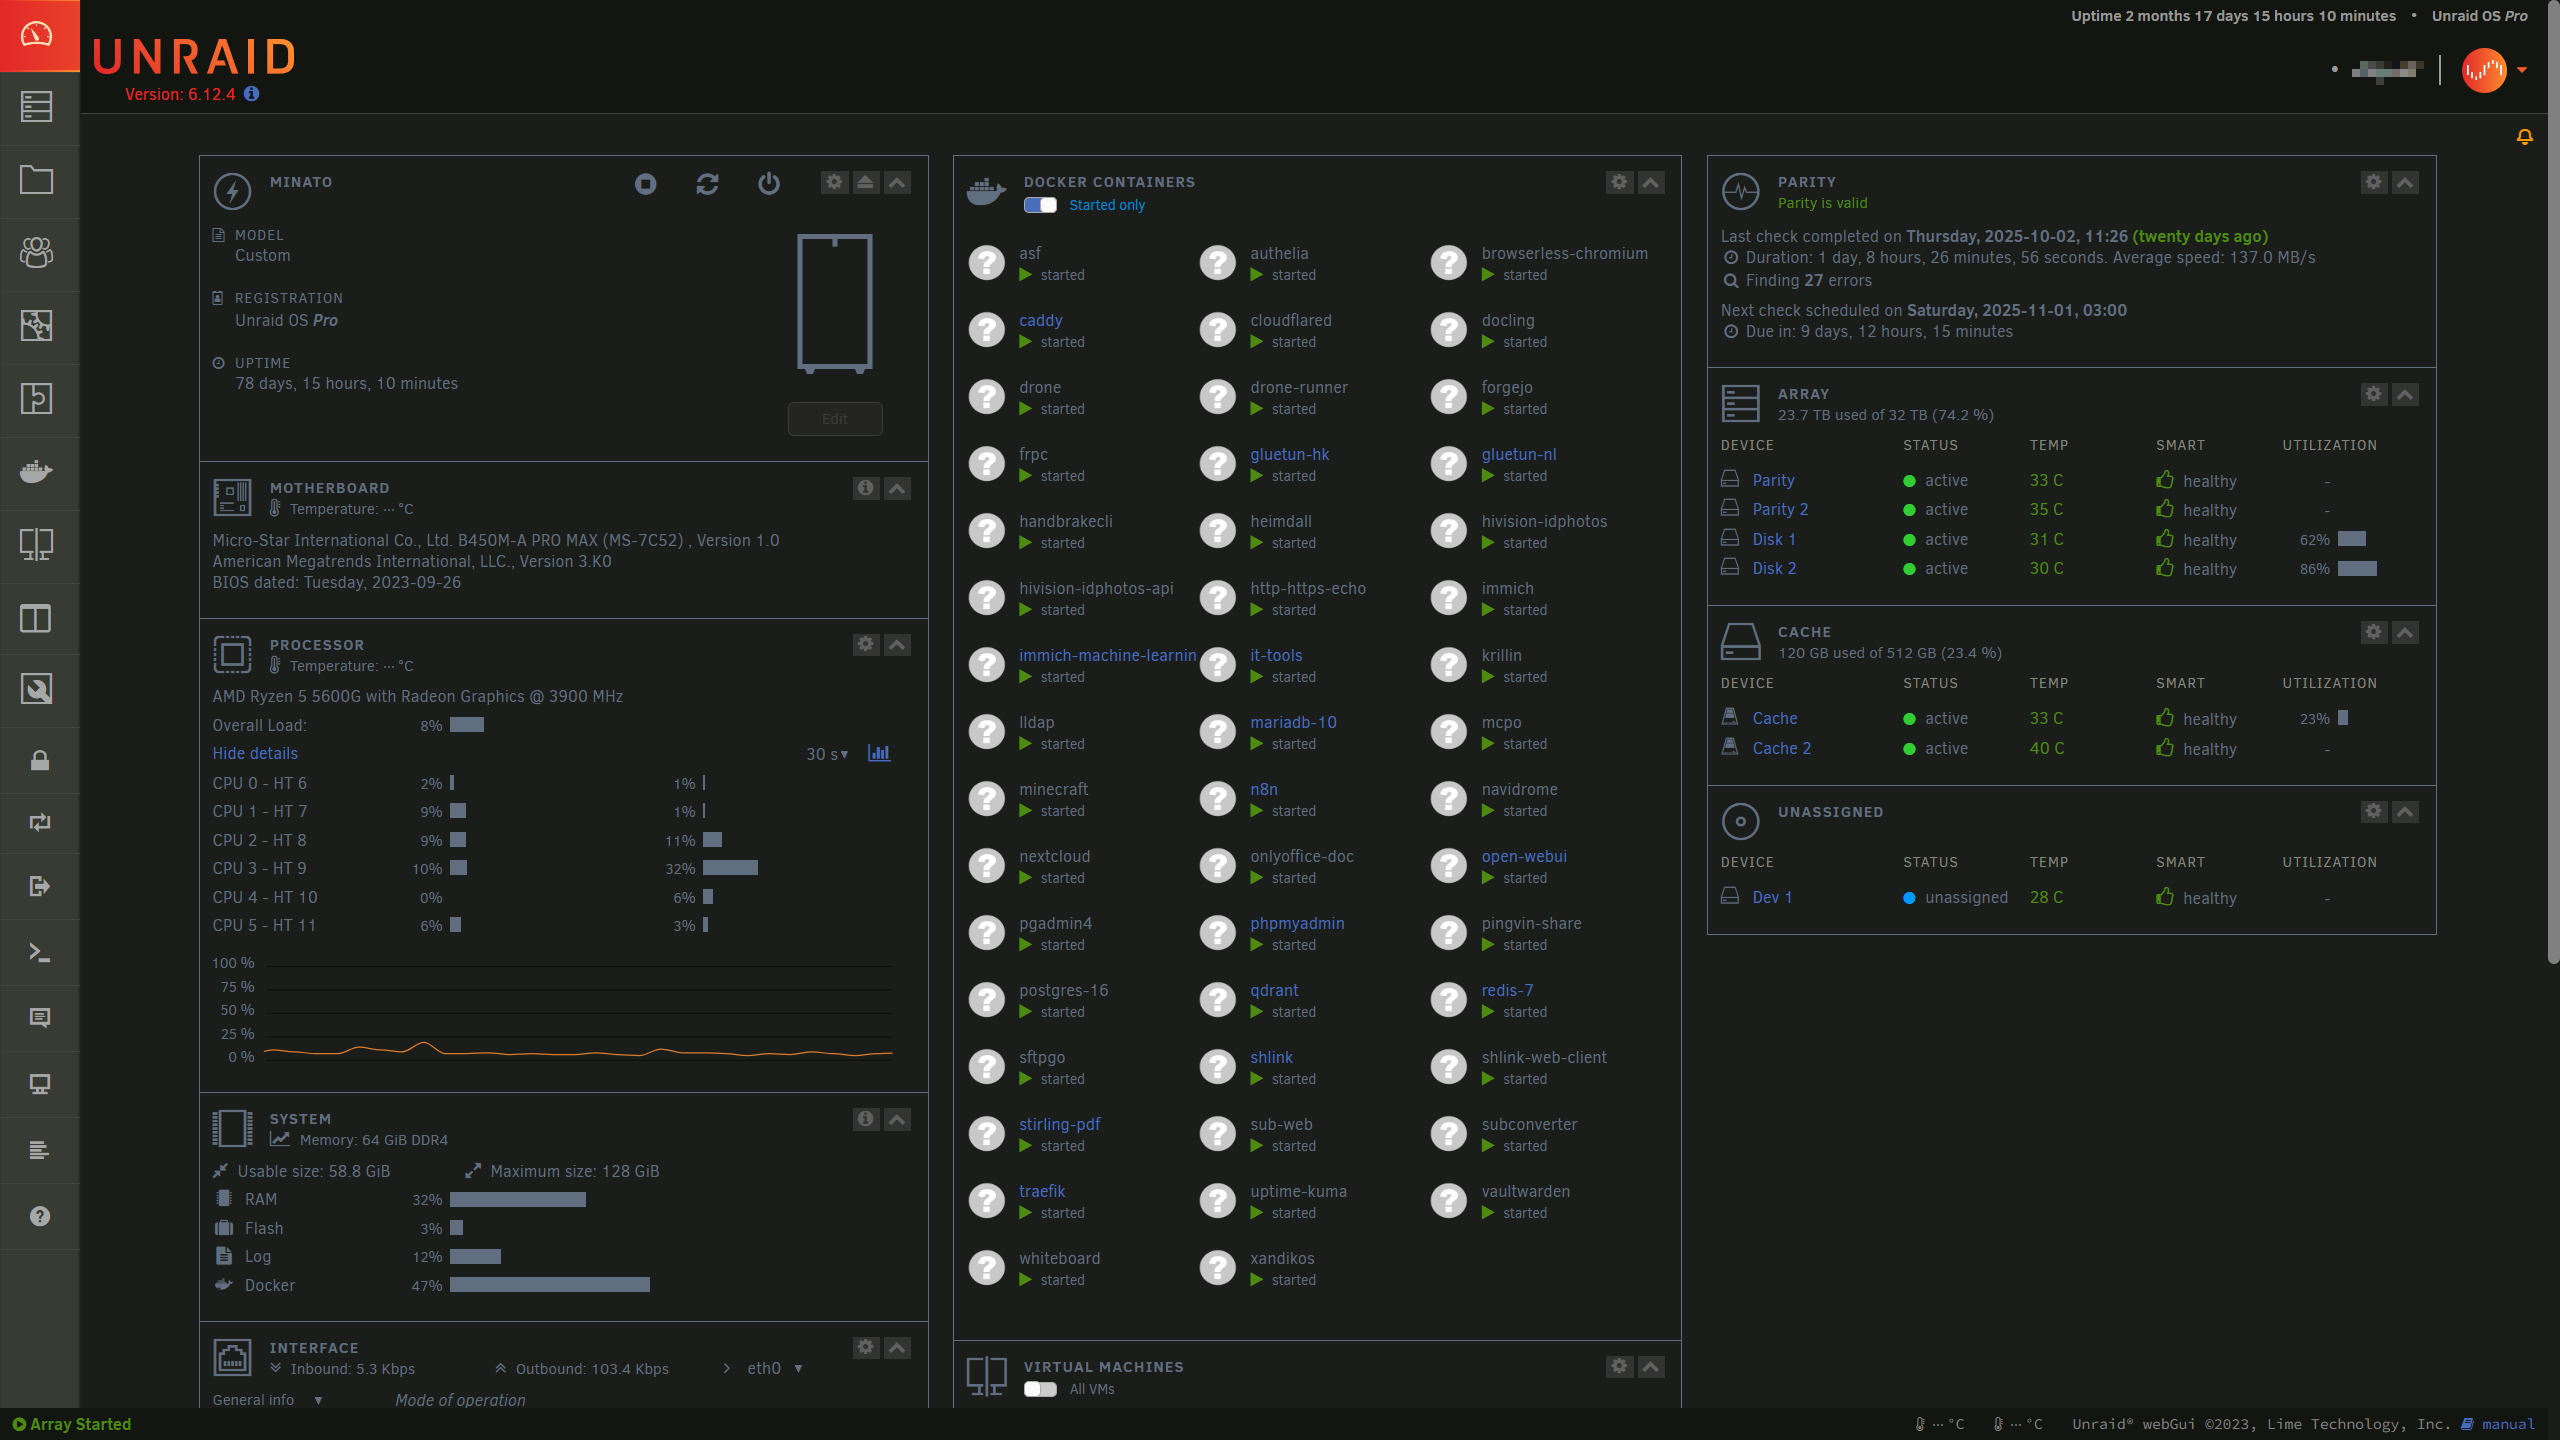 Uptime 2 months 17 days 15 hours 10 minutes • Unraid OS Pro
UNRAID
Version: 6.12.4
MINATO
MODEL
Custom
REGISTRATION
Unraid OS Pro
UPTIME
78 days, 15 hours, 10 minutes
Edit
MOTHERBOARD
Temperature: ··· °C
Micro-Star International Co., Ltd. B450M-A PRO MAX (MS-7C52) , Version 1.0
American Megatrends International, LLC., Version 3.K0
BIOS dated: Tuesday, 2023-09-26
PROCESSOR
Temperature: ··· °C
AMD Ryzen 5 5600G with Radeon Graphics @ 3900 MHz
Overall Load: 8%
Hide details 30 s
CPU 0 - HT 6 2% 1%
CPU 1 - HT 7 9% 1%
CPU 2 - HT 8 9% 11%
CPU 3 - HT 9 10% 32%
CPU 4 - HT 10 0% 6%
CPU 5 - HT 11 6% 3%
100 %
75 %
50 %
25 %
0 %
SYSTEM
Memory: 64 GiB DDR4
Usable size: 58.8 GiB Maximum size: 128 GiB
RAM 32%
Flash 3%
Log 12%
Docker 47%
INTERFACE
Inbound: 5.3 Kbps Outbound: 103.4 Kbps eth0
General info Mode of operation
DOCKER CONTAINERS
Started only
asf authelia browserless-chromium
started started started
caddy cloudflared docling
started started started
drone drone-runner forgejo
started started started
frpc gluetun-hk gluetun-nl
started started started
handbrakecli heimdall hivision-idphotos
started started started
hivision-idphotos-api http-https-echo immich
started started started
immich-machine-learnin it-tools krillin
started started started
lldap mariadb-10 mcpo
started started started
minecraft n8n navidrome
started started started
nextcloud onlyoffice-doc open-webui
started started started
pgadmin4 phpmyadmin pingvin-share
started started started
postgres-16 qdrant redis-7
started started started
sftpgo shlink shlink-web-client
started started started
stirling-pdf sub-web subconverter
started started started
traefik uptime-kuma vaultwarden
started started started
whiteboard xandikos
started started
VIRTUAL MACHINES
All VMs
PARITY
Parity is valid
Last check completed on Thursday, 2025-10-02, 11:26 (twenty days ago)
Duration: 1 day, 8 hours, 26 minutes, 56 seconds. Average speed: 137.0 MB/s
Finding 27 errors
Next check scheduled on Saturday, 2025-11-01, 03:00
Due in: 9 days, 12 hours, 15 minutes
ARRAY
23.7 TB used of 32 TB (74.2 %)
DEVICE STATUS TEMP SMART UTILIZATION
Parity active 33 C healthy -
Parity 2 active 35 C healthy -
Disk 1 active 31 C healthy 62%
Disk 2 active 30 C healthy 86%
CACHE
120 GB used of 512 GB (23.4 %)
DEVICE STATUS TEMP SMART UTILIZATION
Cache active 33 C healthy 23%
Cache 2 active 40 C healthy -
UNASSIGNED
DEVICE STATUS TEMP SMART UTILIZATION
Dev 1 unassigned 28 C healthy -
Array Started
··· °C ··· °C Unraid® webGui ©2023, Lime Technology, Inc. manual